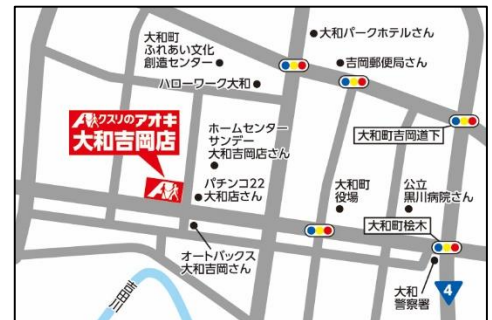 大和町
ふれあい文化
創造センター
大和パークホテルさん
吉岡郵便局さん
ハローワーク大和
クスリのアオキ
大和吉岡店
ホームセンター
サンデー
大和吉岡店さん
大和町吉岡道下
パチンコ22
大和店さん
大和町
役場
公立
黒川病院さん
大和町桧木
オートバックス
大和吉岡さん
大和
警察署
4
吉田川